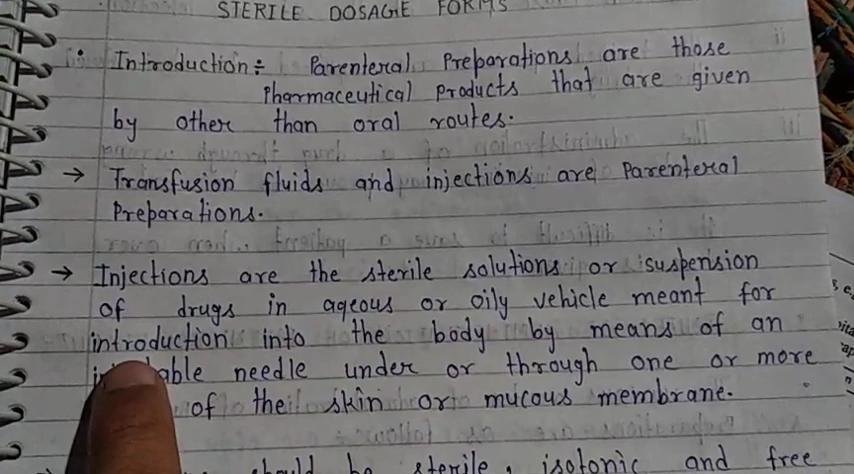 STERILE DOSAGE FORMS
Introduction÷ Parenteral Preparations are those
Pharmaceutical Products that are given
by other than oral routes.
→ Transfusion fluids and injections are Parenteral
Preparations.
→ Injections are the sterile solutions or suspension
of drugs in aqeous or oily vehicle meant for
introduction into the body by means of an
needle under or through one or more
of the skin or mucous membrane.
should be sterile, isotonic and free